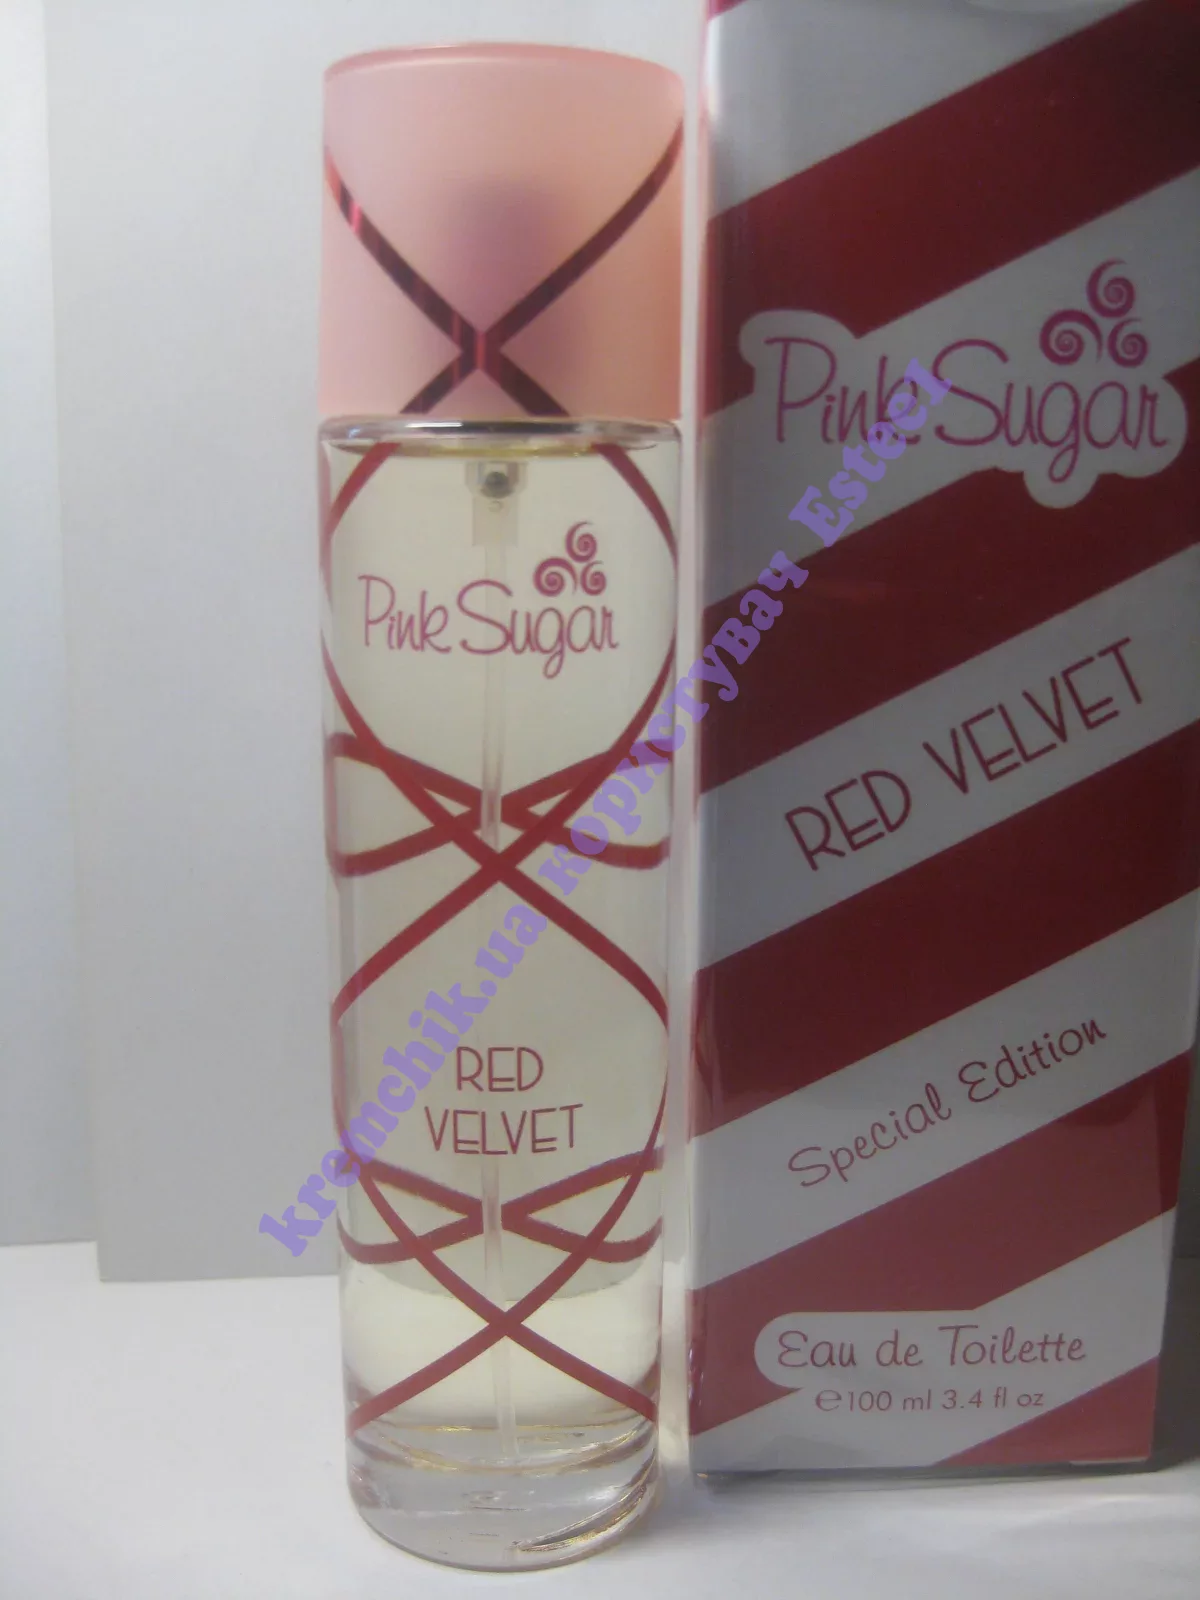 Pink Sugar
RED
VELVET
Pink Sugar
RED VELVET
Special Edition
Eau de Toilette
℮100 ml 3.4 fl oz
kremchik.ua користувач Esteel